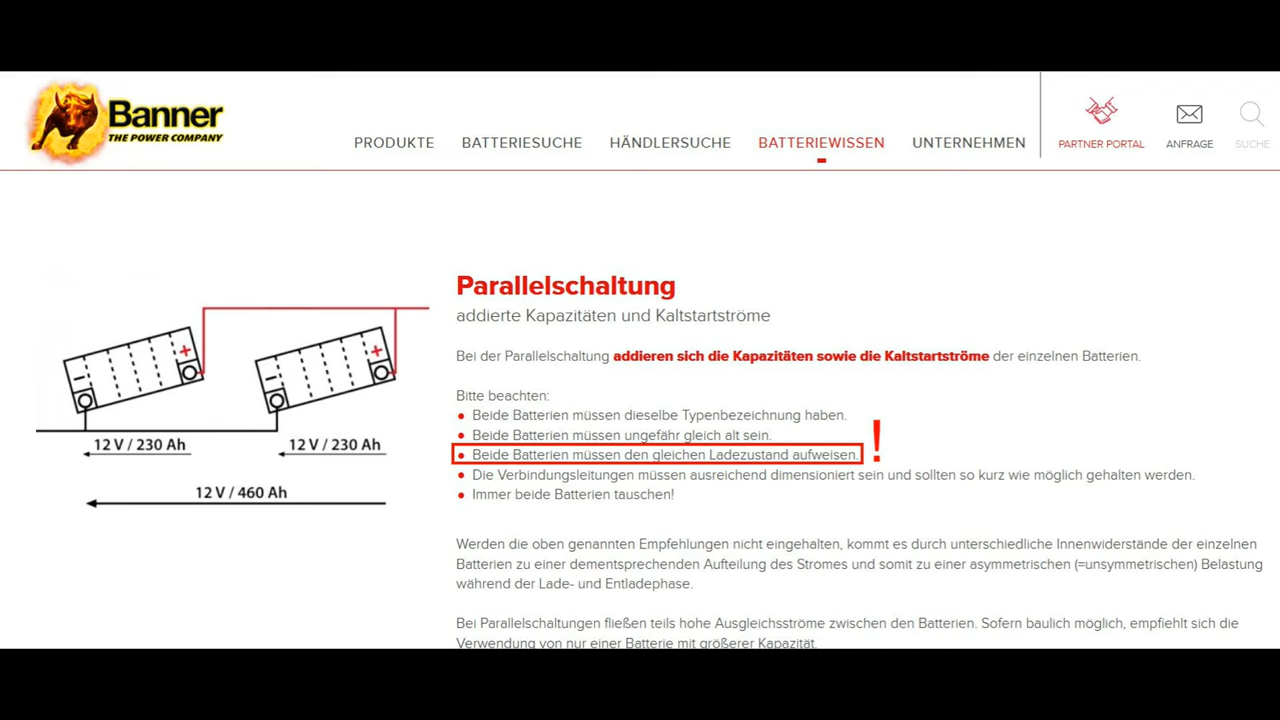 Banner
THE POWER COMPANY
PRODUKTE BATTERIESUCHE HÄNDLERSUCHE BATTERIEWISSEN UNTERNEHMEN
PARTNER PORTAL ANFRAGE SUCHE
Parallelschaltung
addierte Kapazitäten und Kaltstartströme
Bei der Parallelschaltung addieren sich die Kapazitäten sowie die Kaltstartströme der einzelnen Batterien.
Bitte beachten:
• Beide Batterien müssen dieselbe Typenbezeichnung haben.
• Beide Batterien müssen ungefähr gleich alt sein.
• Beide Batterien müssen den gleichen Ladezustand aufweisen. !
• Die Verbindungsleitungen müssen ausreichend dimensioniert sein und sollten so kurz wie möglich gehalten werden.
• Immer beide Batterien tauschen!
Werden die oben genannten Empfehlungen nicht eingehalten, kommt es durch unterschiedliche Innenwiderstände der einzelnen
Batterien zu einer dementsprechenden Aufteilung des Stromes und somit zu einer asymmetrischen (=unsymmetrischen) Belastung
während der Lade- und Entladephase.
Bei Parallelschaltungen fließen teils hohe Ausgleichsströme zwischen den Batterien. Sofern baulich möglich, empfiehlt sich die
Verwendung von nur einer Batterie mit größerer Kapazität.
− + − +
12 V / 230 Ah 12 V / 230 Ah
12 V / 460 Ah